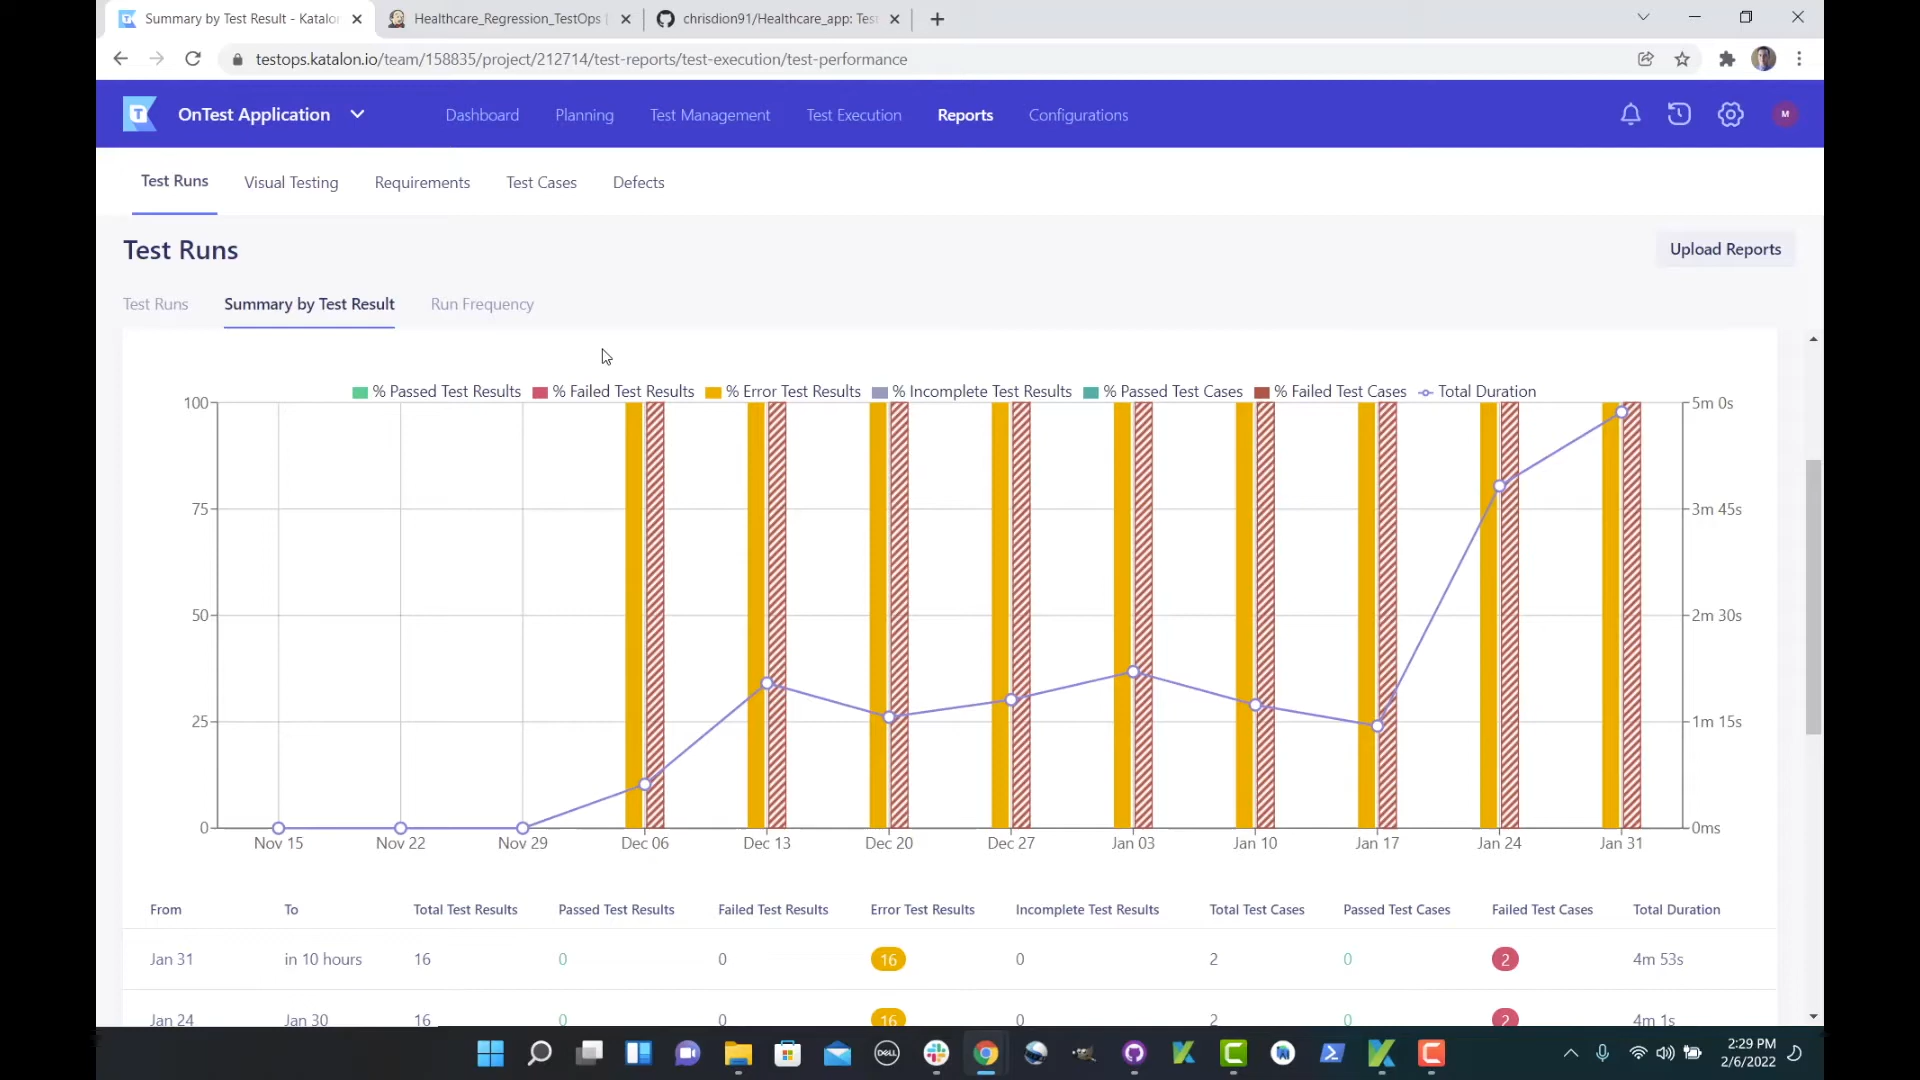 Summary by Test Result - Katalon
Healthcare_Regression_TestOps
chrisdion91/Healthcare_app: Test
testops.katalon.io/team/158835/project/212714/test-reports/test-execution/test-performance
T OnTest Application Dashboard Planning Test Management Test Execution Reports Configurations M
Test Runs Visual Testing Requirements Test Cases Defects
Test Runs Upload Reports
Test Runs Summary by Test Result Run Frequency
% Passed Test Results % Failed Test Results % Error Test Results % Incomplete Test Results % Passed Test Cases % Failed Test Cases Total Duration
100 5m 0s
75 3m 45s
50 2m 30s
25 1m 15s
0 0ms
Nov 15 Nov 22 Nov 29 Dec 06 Dec 13 Dec 20 Dec 27 Jan 03 Jan 10 Jan 17 Jan 24 Jan 31
From To Total Test Results Passed Test Results Failed Test Results Error Test Results Incomplete Test Results Total Test Cases Passed Test Cases Failed Test Cases Total Duration
Jan 31 in 10 hours 16 0 0 16 0 2 0 2 4m 53s
Jan 24 Jan 30 16 0 0 16 0 2 0 2 4m 1s
DELL
2:29 PM
2/6/2022